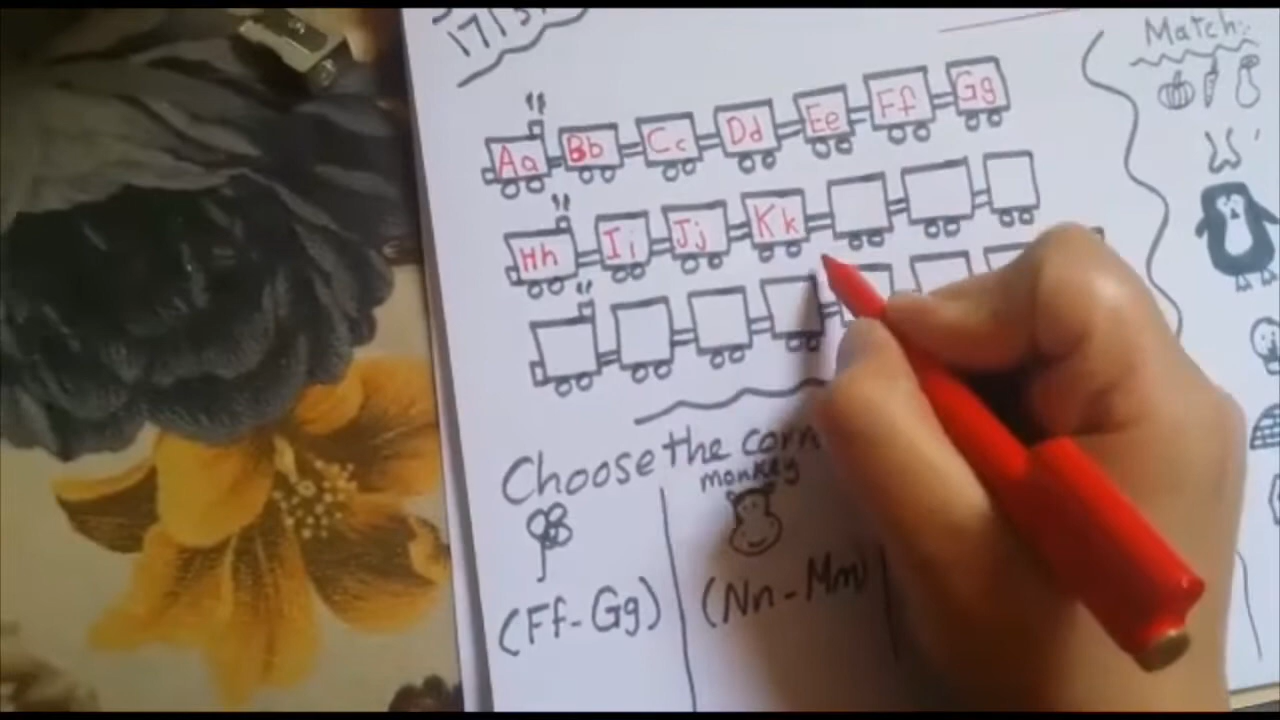 Match:
Aa Bb Cc Dd Ee Ff Gg
Hh Ii Jj Kk
Choose the
monkey
(Ff-Gg) (Nn-Mm)